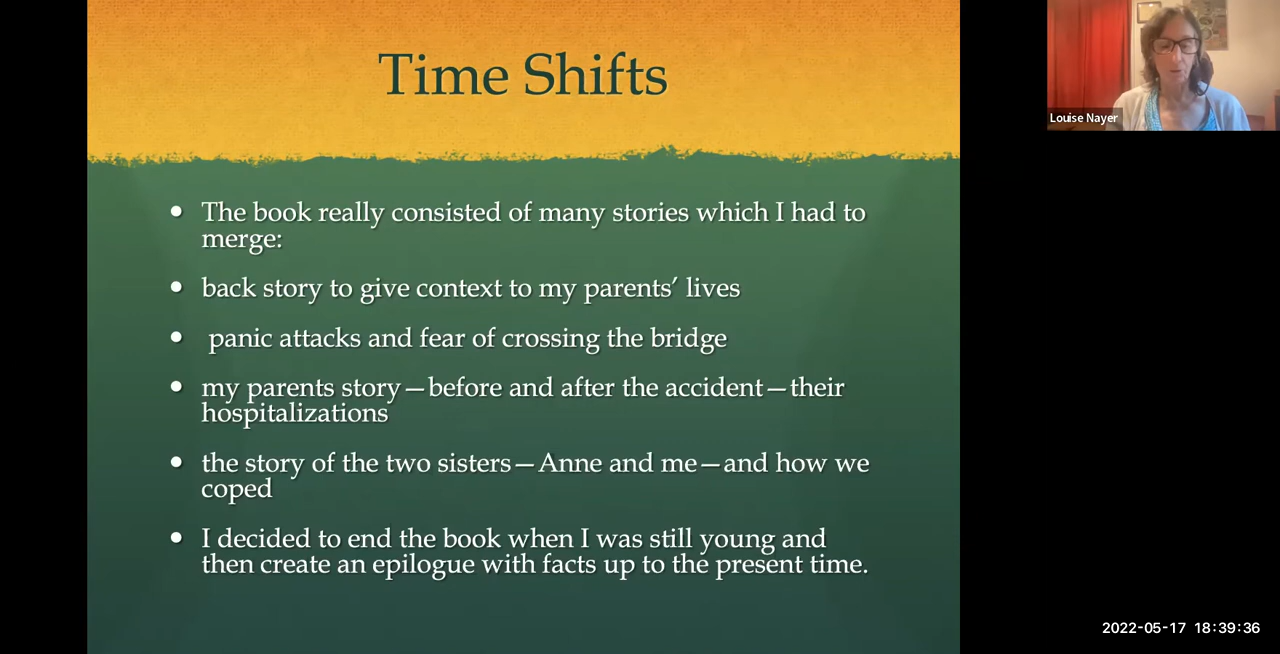 Time Shifts
Louise Nayer
• The book really consisted of many stories which I had to
merge:
• back story to give context to my parents’ lives
• panic attacks and fear of crossing the bridge
• my parents story—before and after the accident—their
hospitalizations
• the story of the two sisters—Anne and me—and how we
coped
• I decided to end the book when I was still young and
then create an epilogue with facts up to the present time.
2022-05-17 18:39:36